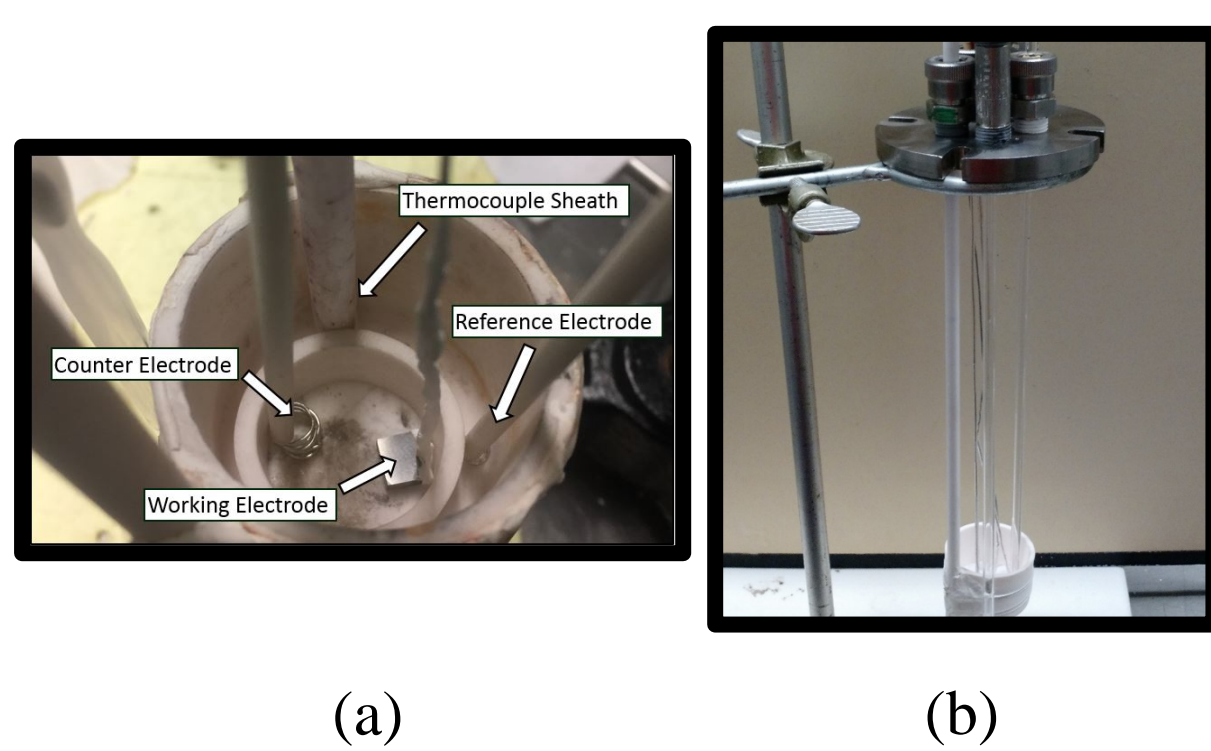 Thermocouple Sheath
Reference Electrode
Counter Electrode
Working Electrode
(a)
(b)